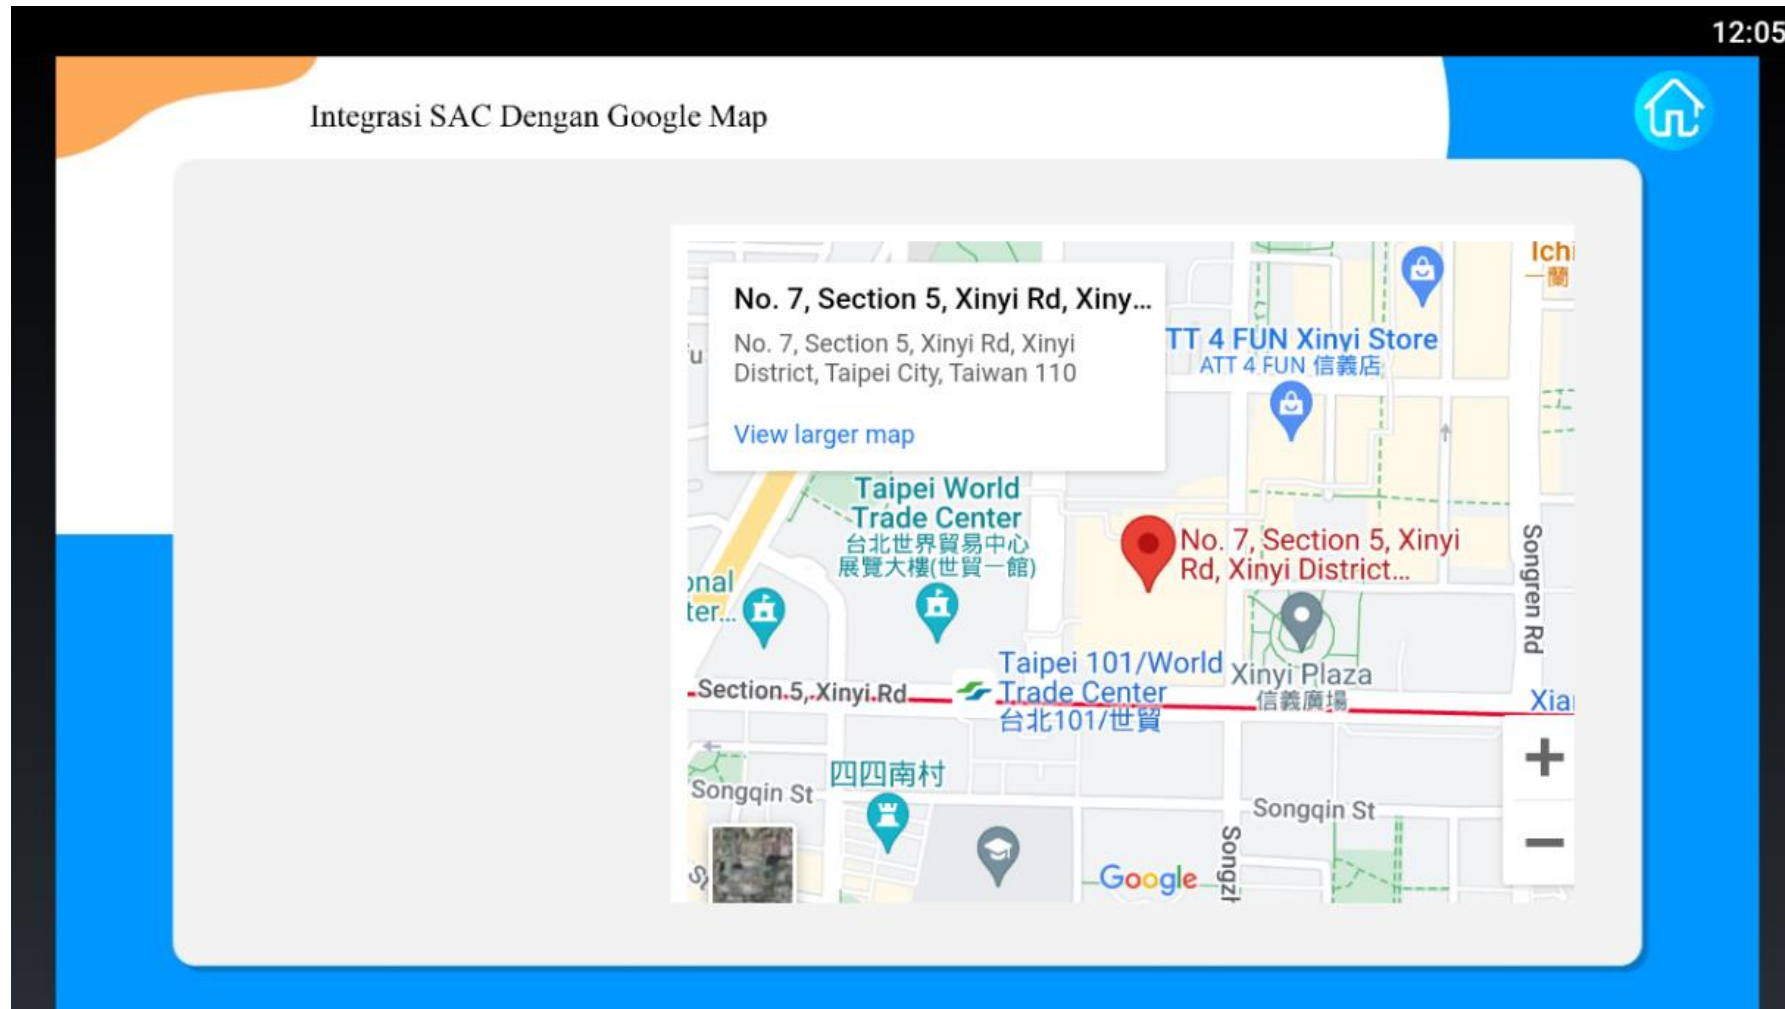 12:05
Integrasi SAC Dengan Google Map
No. 7, Section 5, Xinyi Rd, Xiny...
No. 7, Section 5, Xinyi Rd, Xinyi
District, Taipei City, Taiwan 110
View larger map
Ichi
一蘭
TT 4 FUN Xinyi Store
ATT 4 FUN 信義店
Taipei World
Trade Center
台北世界貿易中心
展覽大樓(世貿一館)
No. 7, Section 5, Xinyi
Rd, Xinyi District...
onal
ter...
Songren Rd
Taipei 101/World
Trade Center
台北101/世貿
Xinyi Plaza
信義廣場
Section 5, Xinyi Rd
Xia
+
四四南村
Songqin St
Songqin St
−
Songzh
Google